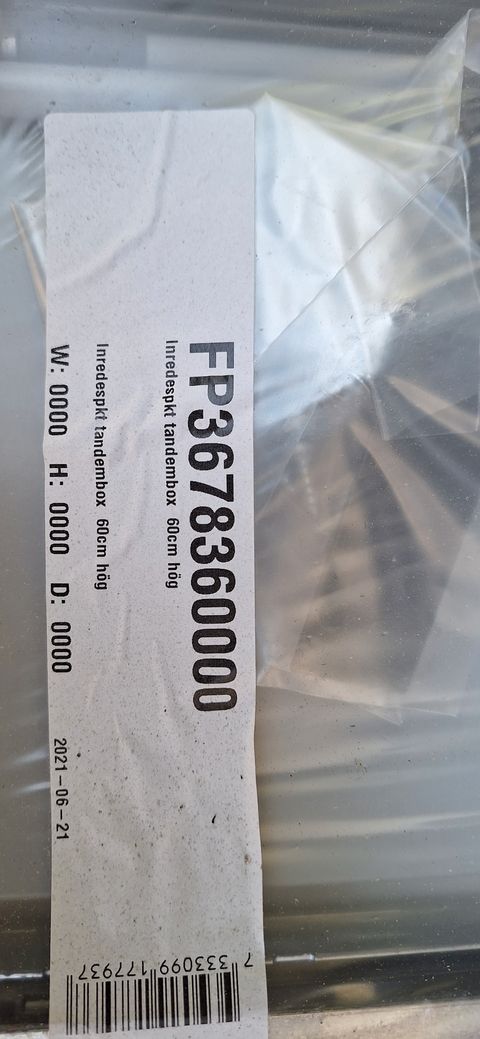 FP3678360000
Inredespkt tandembox 60cm hög
Inredespkt tandembox 60cm hög
W: 0000 H: 0000 D: 0000
2021-06-21
7 333099 177937